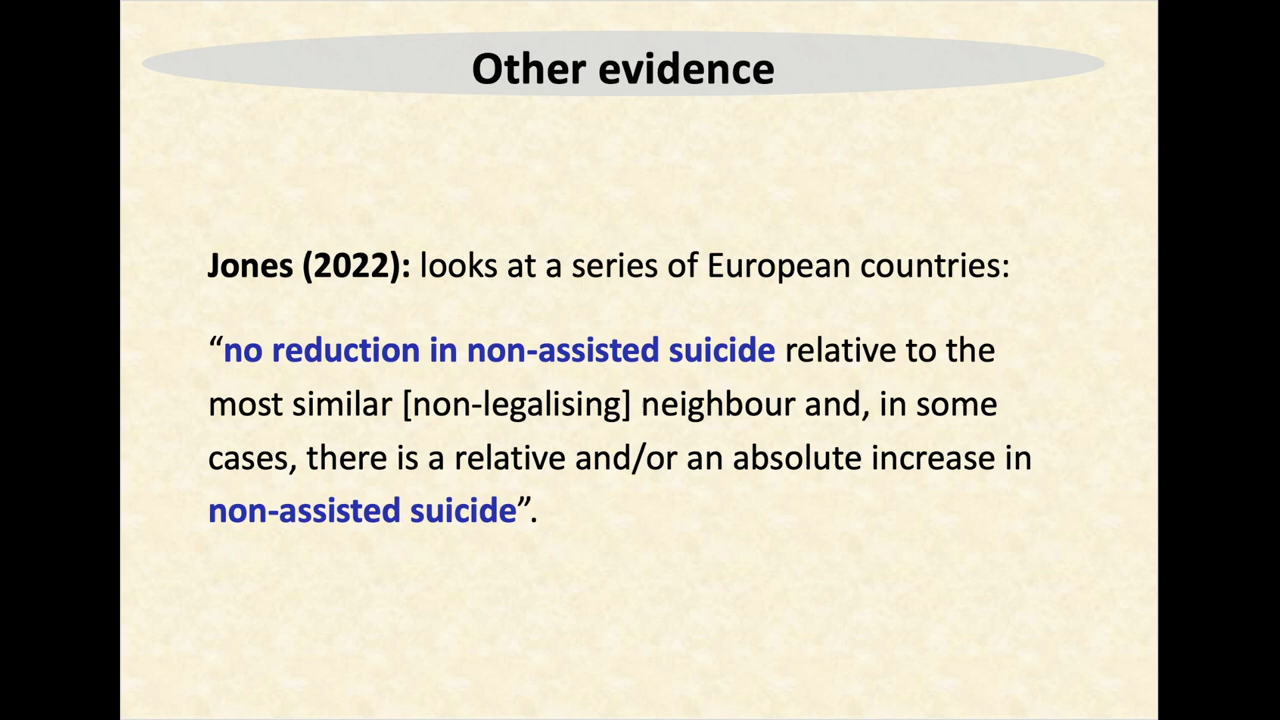 Other evidence
Jones (2022): looks at a series of European countries:
“no reduction in non-assisted suicide relative to the
most similar [non-legalising] neighbour and, in some
cases, there is a relative and/or an absolute increase in
non-assisted suicide”.